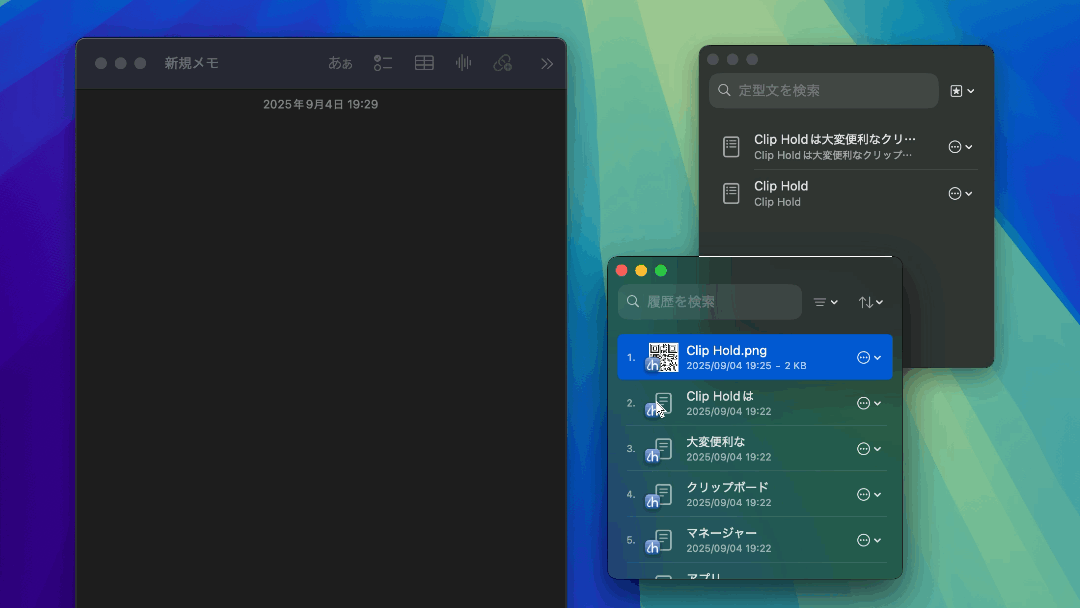 新規メモ
あぁ
2025年9月4日 19:29
定型文を検索
Clip Holdは大変便利なクリ…
Clip Holdは大変便利なクリップ…
Clip Hold
Clip Hold
履歴を検索
1. Clip Hold.png
2025/09/04 19:25 - 2 KB
2. Clip Holdは
2025/09/04 19:22
3. 大変便利な
2025/09/04 19:22
4. クリップボード
2025/09/04 19:22
5. マネージャー
2025/09/04 19:22
アプリ